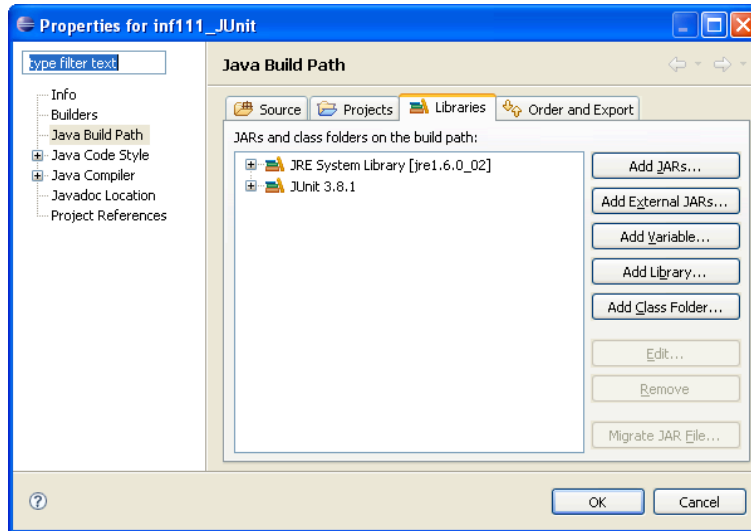 Properties for inf111_JUnit
type filter text
Info
Builders
Java Build Path
Java Code Style
Java Compiler
Javadoc Location
Project References
Java Build Path
Source Projects Libraries Order and Export
JARs and class folders on the build path:
JRE System Library [jre1.6.0_02]
JUnit 3.8.1
Add JARs...
Add External JARs...
Add Variable...
Add Library...
Add Class Folder...
Edit...
Remove
Migrate JAR File...
?
OK Cancel